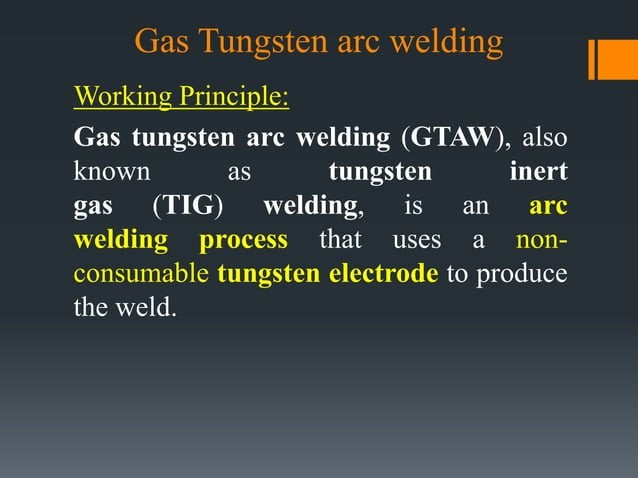 Gas Tungsten arc welding
Working Principle:
Gas tungsten arc welding (GTAW), also
known as tungsten inert
gas (TIG) welding, is an arc
welding process that uses a non-
consumable tungsten electrode to produce
the weld.